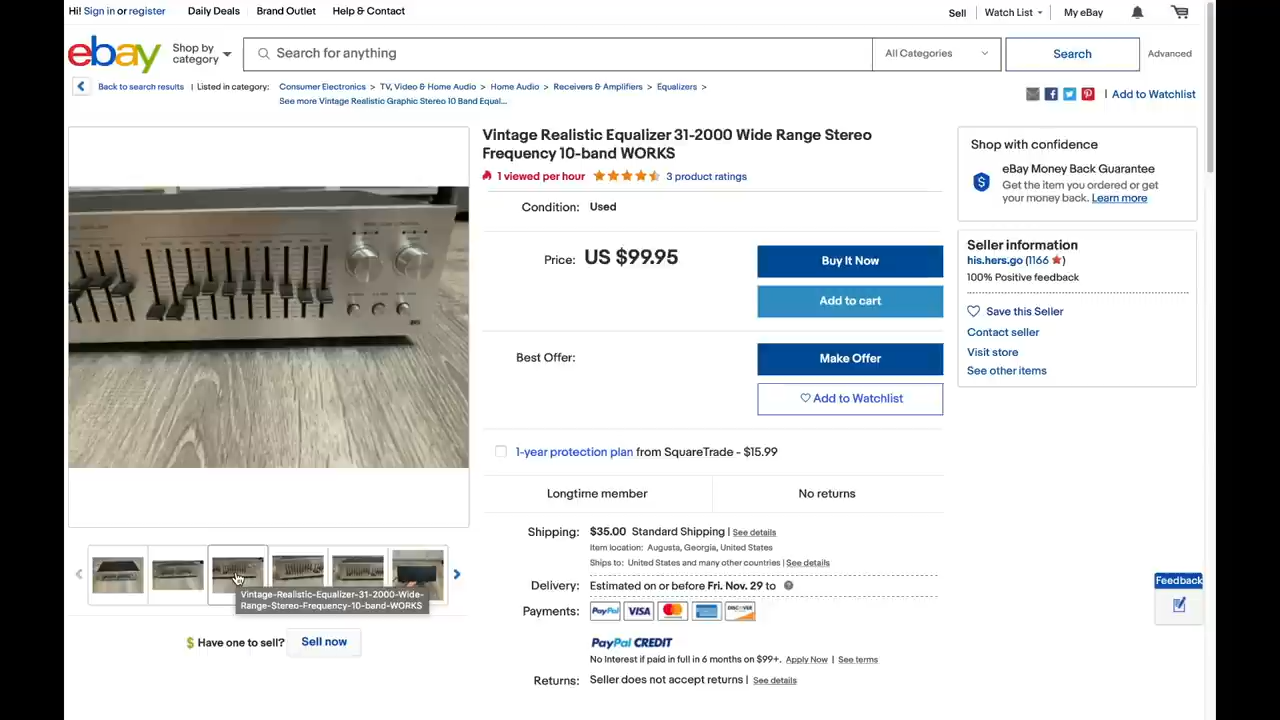 Hi! Sign in or register Daily Deals Brand Outlet Help & Contact Sell Watch List My eBay
ebay Shop by category Search for anything All Categories Search Advanced
Back to search results | Listed in category: Consumer Electronics > TV, Video & Home Audio > Home Audio > Receivers & Amplifiers > Equalizers >
See more Vintage Realistic Graphic Stereo 10 Band Equal...
| Add to Watchlist
Vintage Realistic Equalizer 31-2000 Wide Range Stereo
Frequency 10-band WORKS
1 viewed per hour 3 product ratings
Condition: Used
Price: US $99.95
Buy It Now
Add to cart
Best Offer:
Make Offer
Add to Watchlist
1-year protection plan from SquareTrade - $15.99
Longtime member No returns
Shipping: $35.00 Standard Shipping | See details
Item location: Augusta, Georgia, United States
Ships to: United States and many other countries | See details
Delivery: Estimated on or before Fri. Nov. 29 to
Payments: PayPal VISA DISCOVER
PayPal CREDIT
No Interest if paid in full in 6 months on $99+. Apply Now | See terms
Returns: Seller does not accept returns | See details
Shop with confidence
eBay Money Back Guarantee
Get the item you ordered or get
your money back. Learn more
Seller information
his.hers.go (1166 )
100% Positive feedback
Save this Seller
Contact seller
Visit store
See other items
Vintage-Realistic-Equalizer-31-2000-Wide-
Range-Stereo-Frequency-10-band-WORKS
$ Have one to sell? Sell now
Feedback